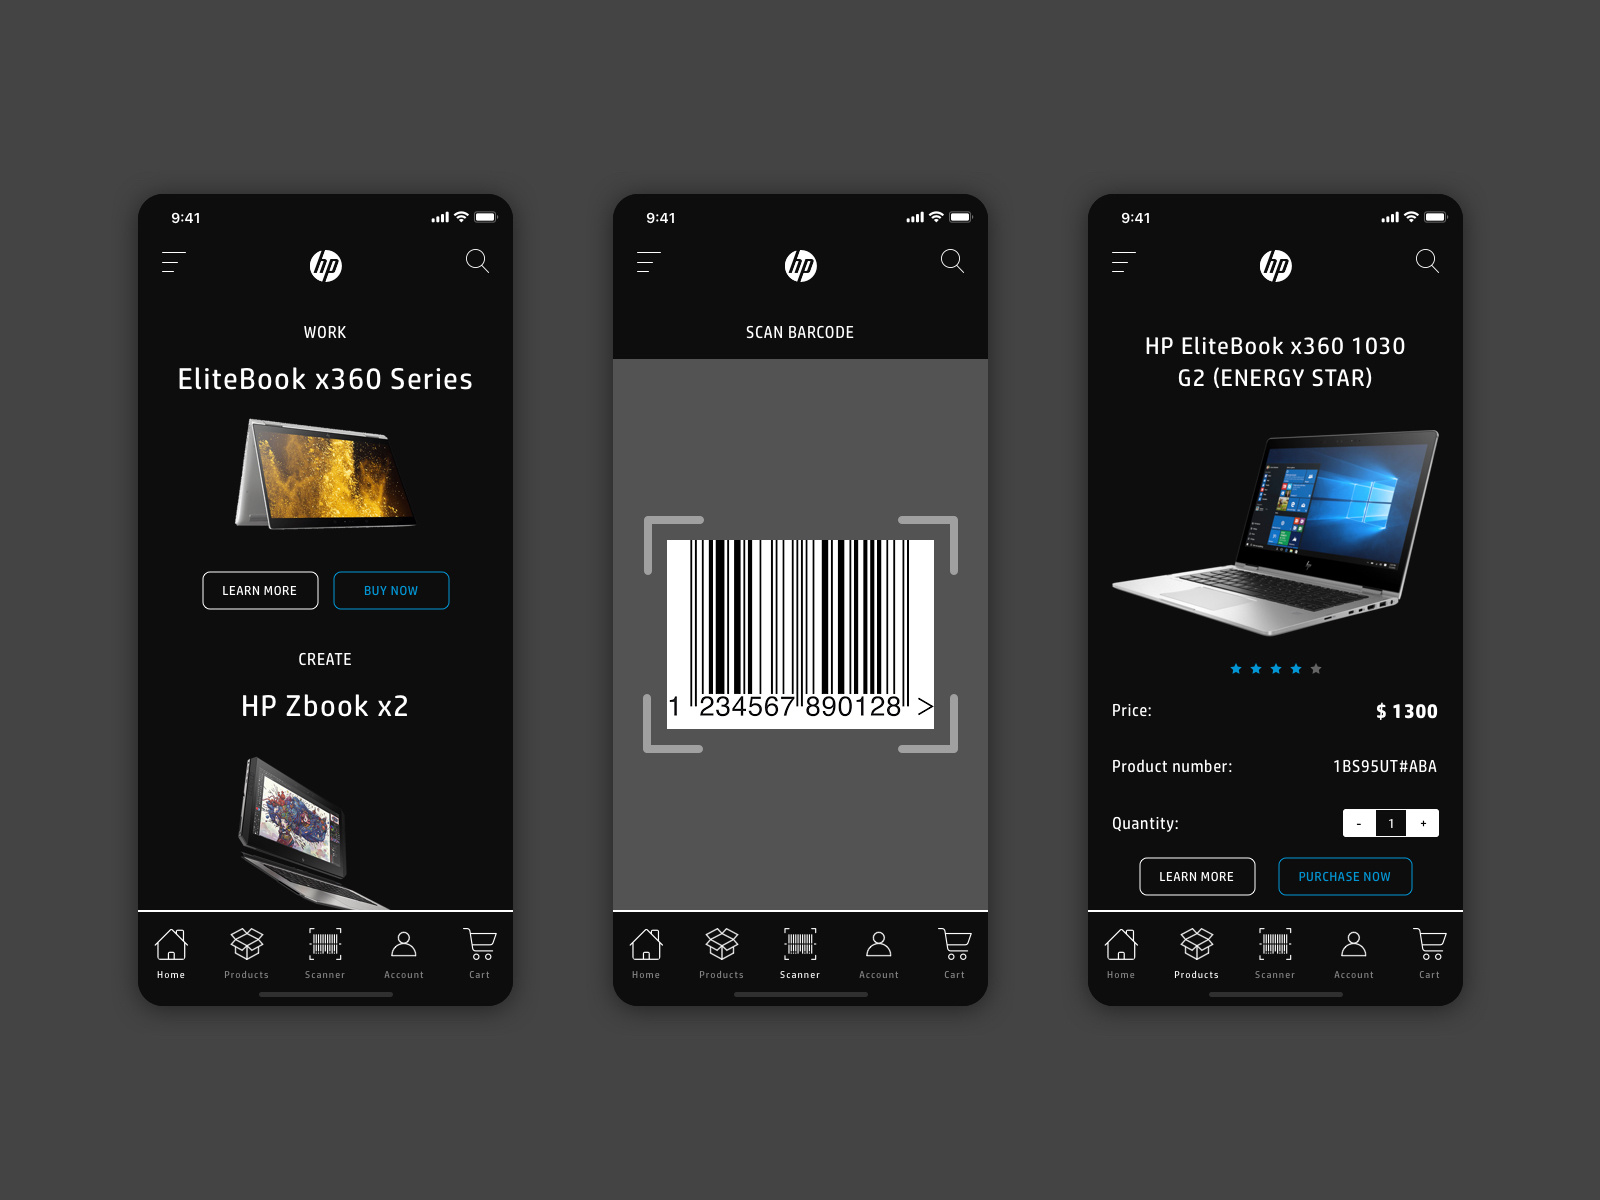 9:41
hp
WORK
EliteBook x360 Series
LEARN MORE
BUY NOW
CREATE
HP Zbook x2
Home
Products
Scanner
Account
Cart
9:41
hp
SCAN BARCODE
1 234567 890128 >
Home
Products
Scanner
Account
Cart
9:41
hp
HP EliteBook x360 1030
G2 (ENERGY STAR)
Price:
$ 1300
Product number:
1BS95UT#ABA
Quantity:
- 1 +
LEARN MORE
PURCHASE NOW
Home
Products
Scanner
Account
Cart